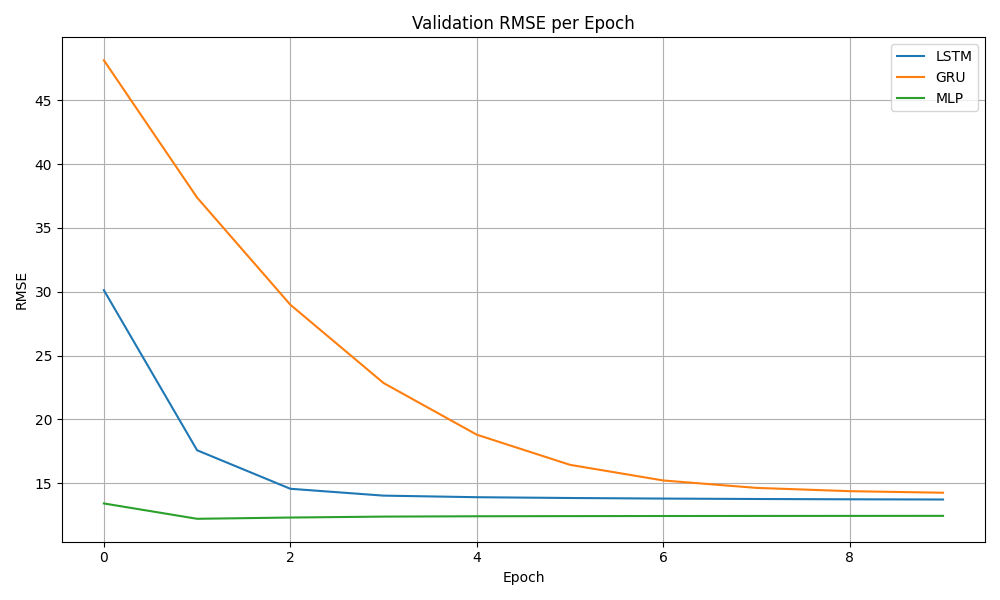 Validation RMSE per Epoch
LSTM
GRU
MLP
45
40
35
30
25
20
15
RMSE
0 2 4 6 8
Epoch